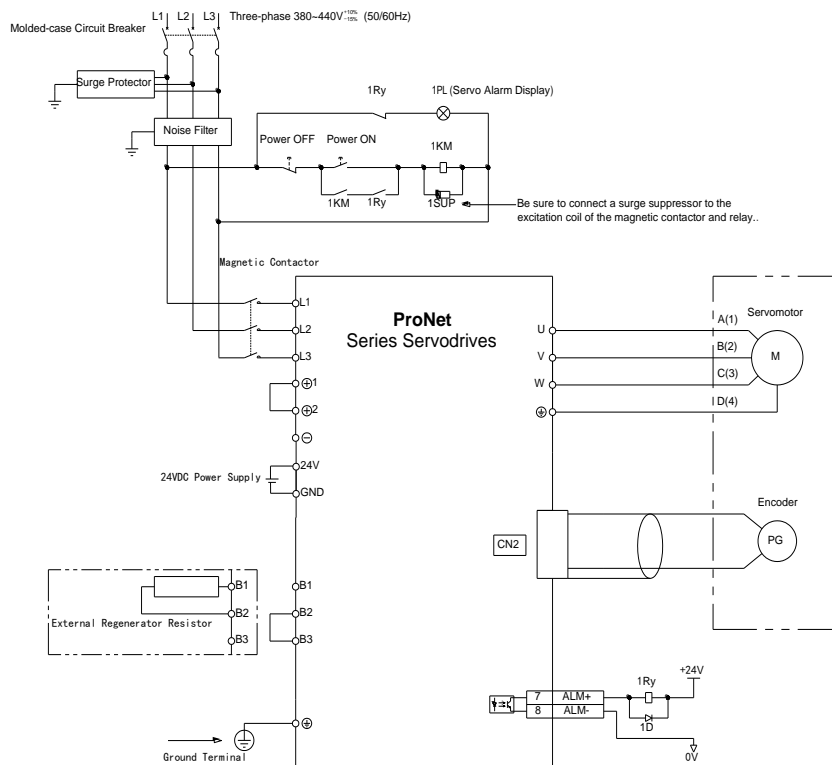 L1 L2 L3 Three-phase 380~440V +10% -15% (50/60Hz)
Molded-case Circuit Breaker
Surge Protector
1Ry
1PL (Servo Alarm Display)
Noise Filter
Power OFF
Power ON
1KM
1KM
1Ry
1SUP
Be sure to connect a surge suppressor to the
excitation coil of the magnetic contactor and relay..
Magnetic Contactor
L1
L2
L3
1
2
24V
GND
24VDC Power Supply
ProNet
Series Servodrives
U
V
W
A(1)
B(2)
C(3)
D(4)
Servomotor
M
Encoder
PG
CN2
B1
B2
B3
External Regenerator Resistor
B1
B2
B3
7 ALM+
8 ALM-
1Ry
+24V
1D
0V
Ground Terminal